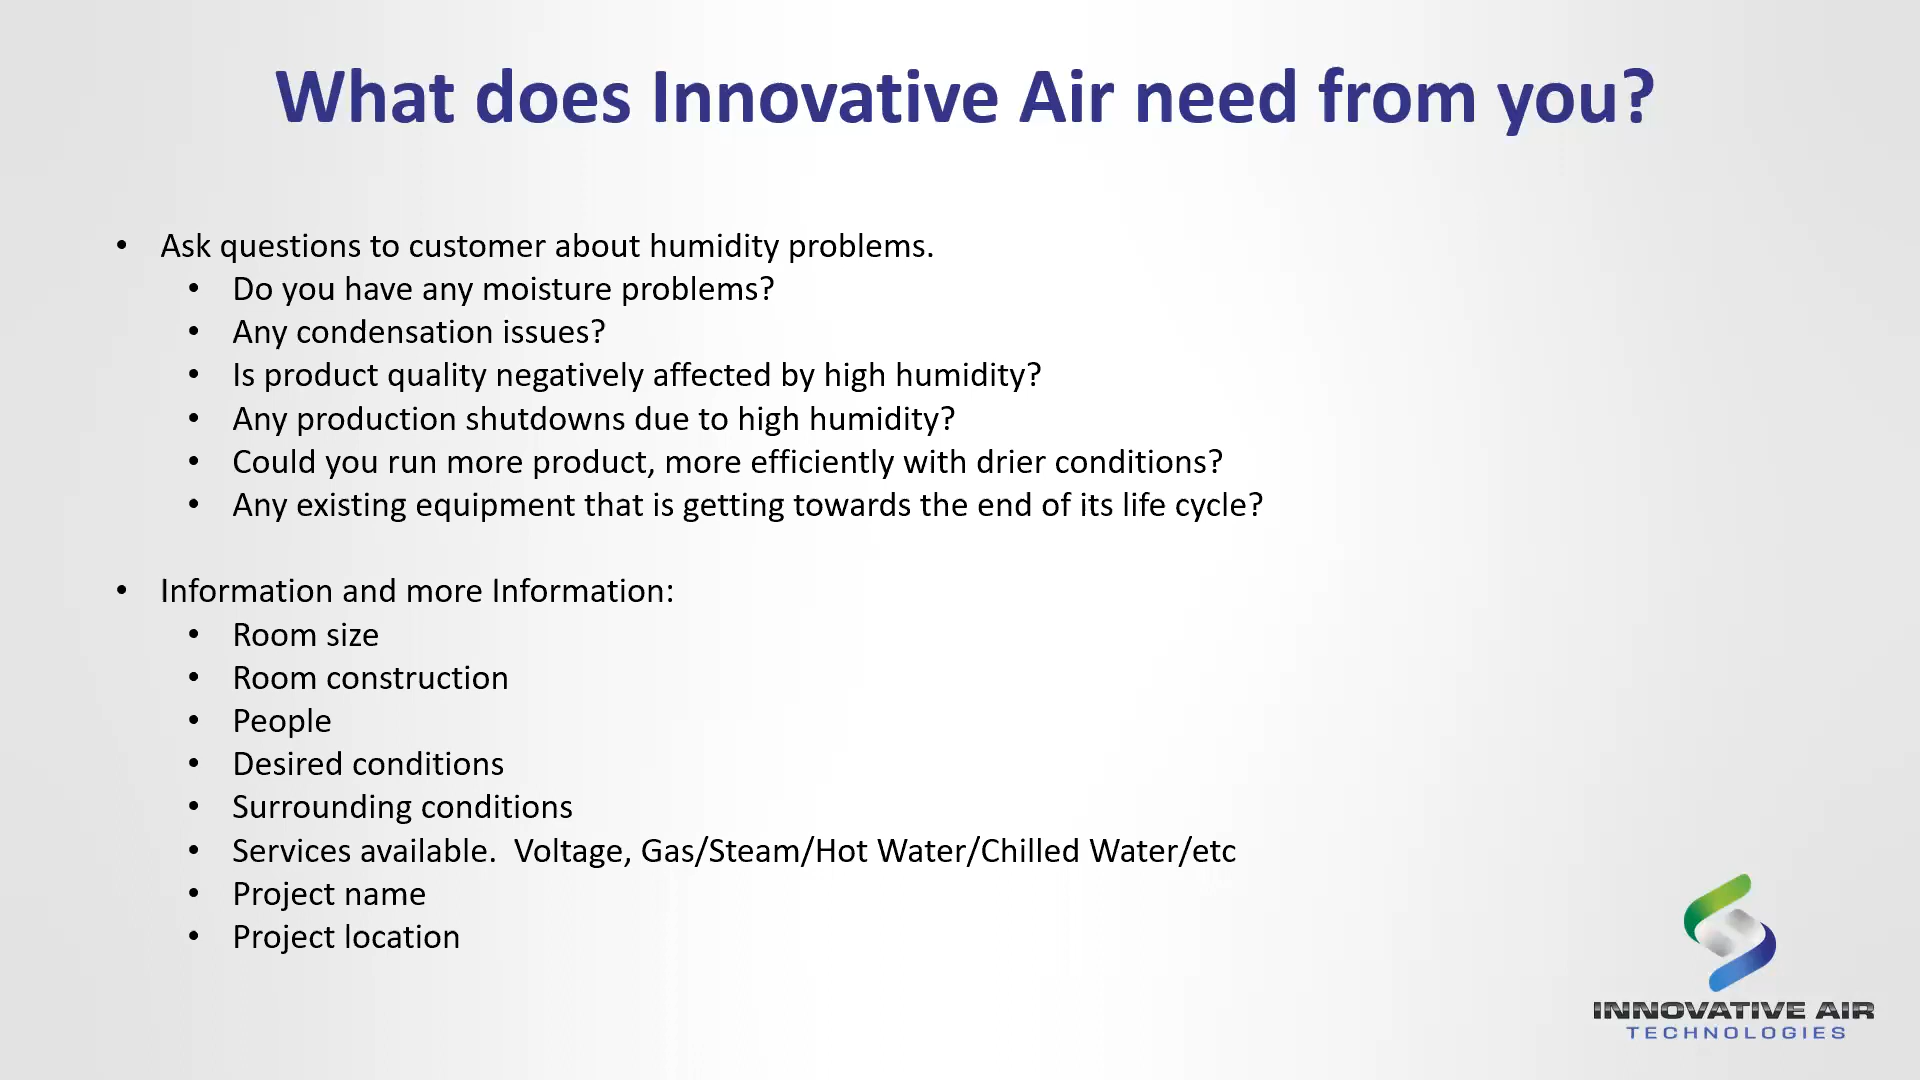 What does Innovative Air need from you?
• Ask questions to customer about humidity problems.
• Do you have any moisture problems?
• Any condensation issues?
• Is product quality negatively affected by high humidity?
• Any production shutdowns due to high humidity?
• Could you run more product, more efficiently with drier conditions?
• Any existing equipment that is getting towards the end of its life cycle?
• Information and more Information:
• Room size
• Room construction
• People
• Desired conditions
• Surrounding conditions
• Services available.  Voltage, Gas/Steam/Hot Water/Chilled Water/etc
• Project name
• Project location
INNOVATIVE AIR
TECHNOLOGIES